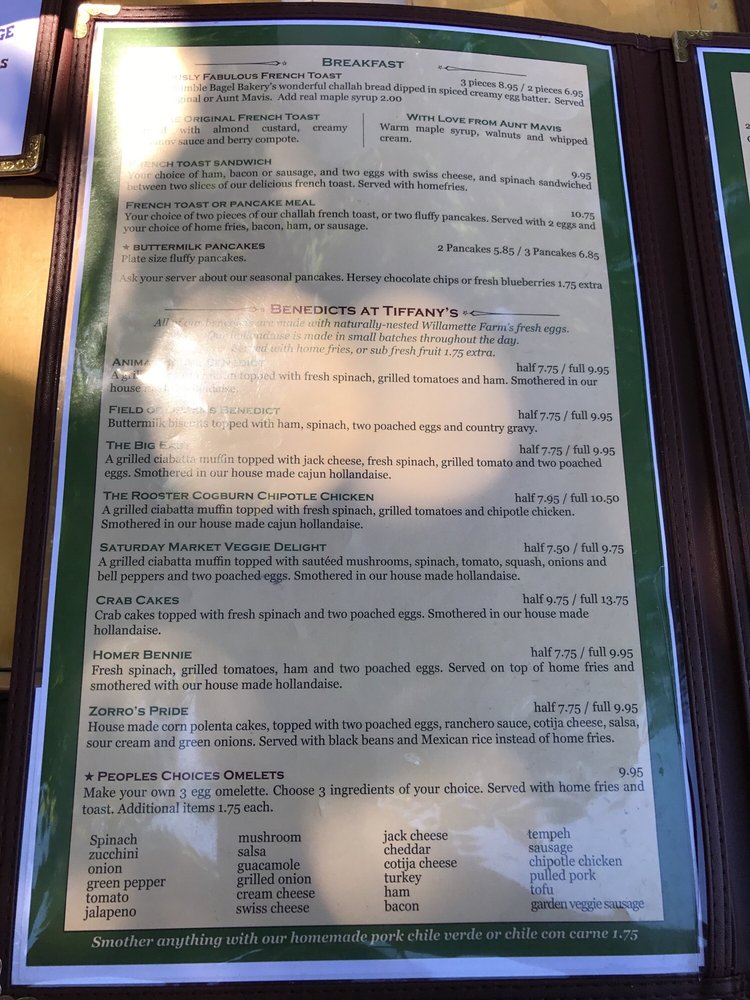 GE
S
Breakfast
usly Fabulous French Toast 3 pieces 8.95 / 2 pieces 6.95
umble Bagel Bakery's wonderful challah bread dipped in spiced creamy egg batter. Served
ginal or Aunt Mavis. Add real maple syrup 2.00
Original French Toast
with almond custard, creamy
sauce and berry compote.
With Love from Aunt Mavis
Warm maple syrup, walnuts and whipped
cream.
French toast sandwich 9.95
Your choice of ham, bacon or sausage, and two eggs with swiss cheese, and spinach sandwiched
between two slices of our delicious french toast. Served with homefries.
French toast or pancake meal 10.75
Your choice of two pieces of our challah french toast, or two fluffy pancakes. Served with 2 eggs and
your choice of home fries, bacon, ham, or sausage.
★ buttermilk pancakes 2 Pancakes 5.85 / 3 Pancakes 6.85
Plate size fluffy pancakes.
Ask your server about our seasonal pancakes. Hersey chocolate chips or fresh blueberries 1.75 extra
Benedicts at Tiffany's
All of our benedicts are made with naturally-nested Willamette Farm's fresh eggs.
Our hollandaise is made in small batches throughout the day.
Served with home fries, or sub fresh fruit 1.75 extra.
Animal Benedict half 7.75 / full 9.95
A topped with fresh spinach, grilled tomatoes and ham. Smothered in our
house made hollandaise.
Field of Greens Benedict half 7.75 / full 9.95
Buttermilk biscuits topped with ham, spinach, two poached eggs and country gravy.
The Big Easy half 7.75 / full 9.95
A grilled ciabatta muffin topped with jack cheese, fresh spinach, grilled tomato and two poached
eggs. Smothered in our house made cajun hollandaise.
The Rooster Cogburn Chipotle Chicken half 7.95 / full 10.50
A grilled ciabatta muffin topped with fresh spinach, grilled tomatoes and chipotle chicken.
Smothered in our house made cajun hollandaise.
Saturday Market Veggie Delight half 7.50 / full 9.75
A grilled ciabatta muffin topped with sautéed mushrooms, spinach, tomato, squash, onions and
bell peppers and two poached eggs. Smothered in our house made hollandaise.
Crab Cakes half 9.75 / full 13.75
Crab cakes topped with fresh spinach and two poached eggs. Smothered in our house made
hollandaise.
Homer Bennie half 7.75 / full 9.95
Fresh spinach, grilled tomatoes, ham and two poached eggs. Served on top of home fries and
smothered with our house made hollandaise.
Zorro's Pride half 7.75 / full 9.95
House made corn polenta cakes, topped with two poached eggs, ranchero sauce, cotija cheese, salsa,
sour cream and green onions. Served with black beans and Mexican rice instead of home fries.
★ Peoples Choices Omelets 9.95
Make your own 3 egg omelette. Choose 3 ingredients of your choice. Served with home fries and
toast. Additional items 1.75 each.
Spinach
zucchini
onion
green pepper
tomato
jalapeno
mushroom
salsa
guacamole
grilled onion
cream cheese
swiss cheese
jack cheese
cheddar
cotija cheese
turkey
ham
bacon
tempeh
sausage
chipotle chicken
pulled pork
tofu
garden veggie sausage
Smother anything with our homemade pork chile verde or chile con carne 1.75